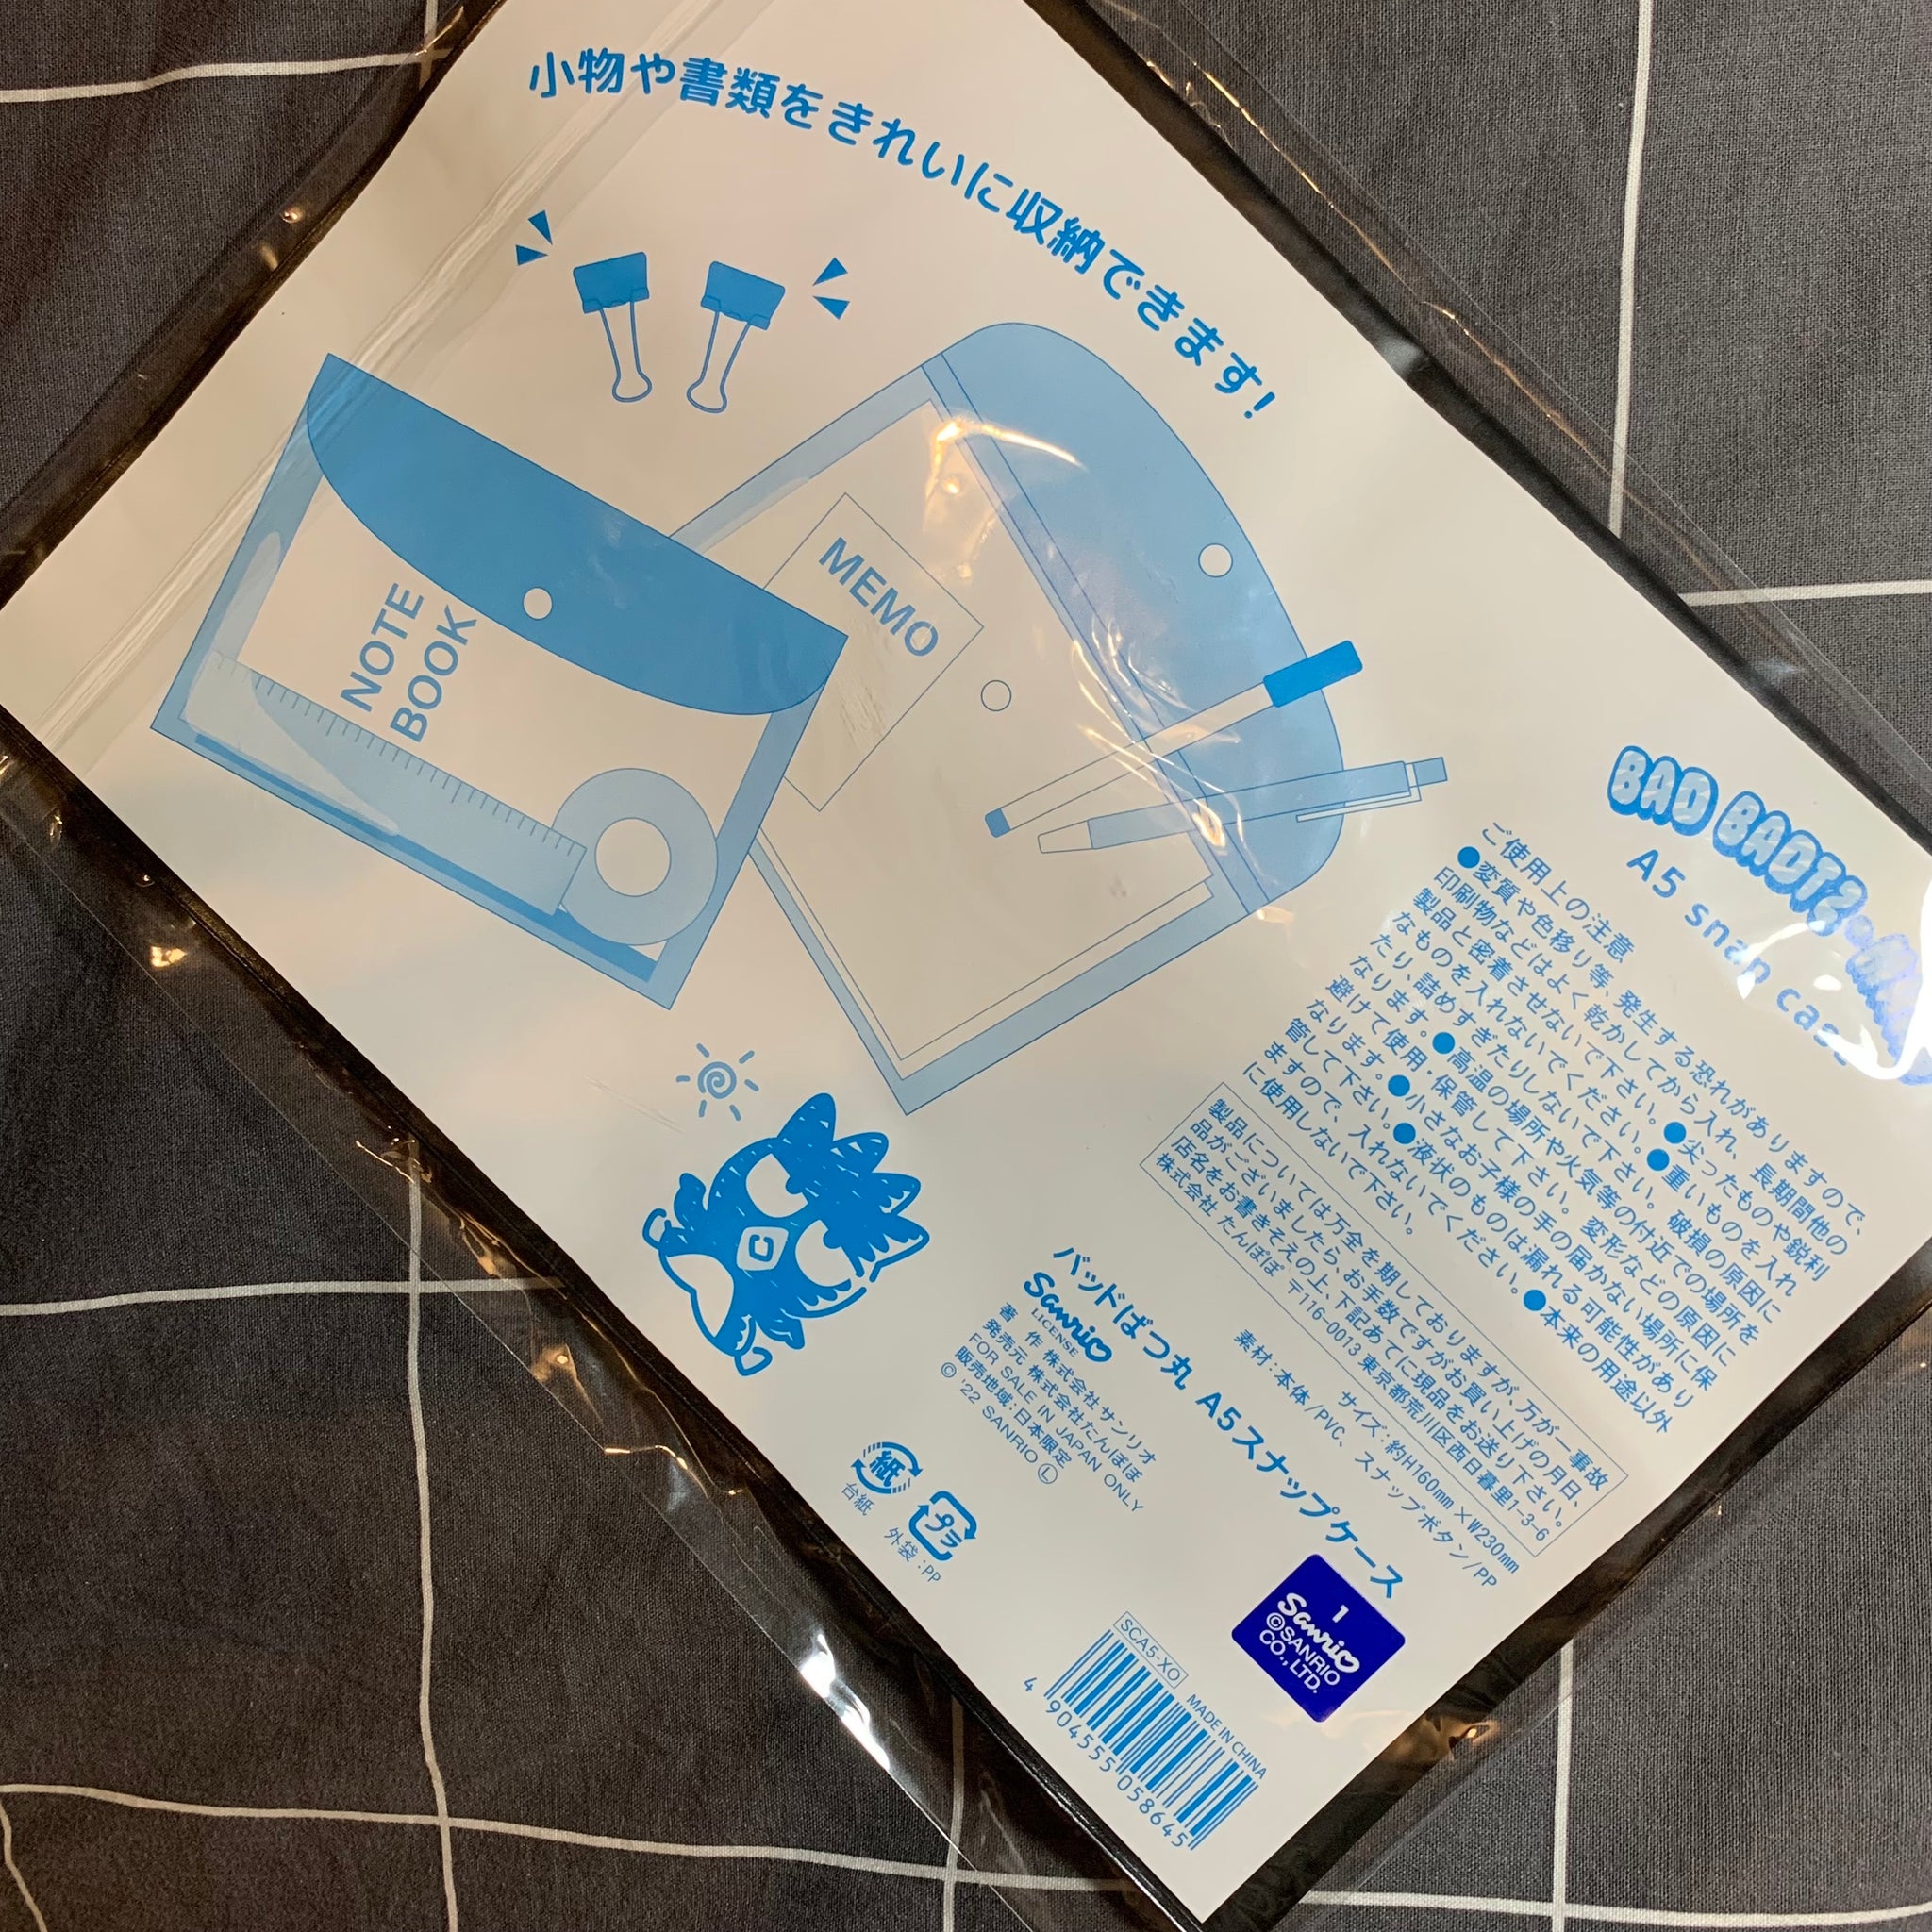 小物や書類をきれいに収納できます!
NOTE
BOOK
MEMO
BAD BADTZ-MARU
A5 snap case
ご使用上の注意
●変質や色移り等、発生する恐れがありますので、
印刷物などはよく乾かしてから入れ、長期間他の
製品と密着させないで下さい。●尖ったものや鋭利
なものを入れないでください。●重いものを入れ
たり、詰めすぎたりしないで下さい。破損の原因に
なります。●高温の場所や火気等の付近での場所を
避けて使用・保管して下さい。変形などの原因に
なります。●小さなお子様の手の届かない場所に保
管して下さい。●液状のものは漏れる可能性があり
ますので、入れないでください。●本来の用途以外
に使用しないで下さい。
製品については万全を期しておりますが、万が一事故
品がございましたら、お手数ですがお買い上げの月日、
店名をお書きそえの上、下記あてに現品をお送り下さい。
株式会社 たんぽぽ 〒116-0013 東京都荒川区西日暮里1-3-6
サイズ:約H160mm×W230mm
素材:本体/PVC、スナップボタン/PP
バッドばつ丸 A5スナップケース
Sanrio
LICENSE
著 作 株式会社サンリオ
発売元 株式会社たんぽぽ
FOR SALE IN JAPAN ONLY
販売地域:日本限定
© '22 SANRIO Ⓛ
紙
台紙
プラ
外袋:PP
1
Sanrio
©SANRIO
CO., LTD.
SCA5-XO
MADE IN CHINA
4 904555 058645